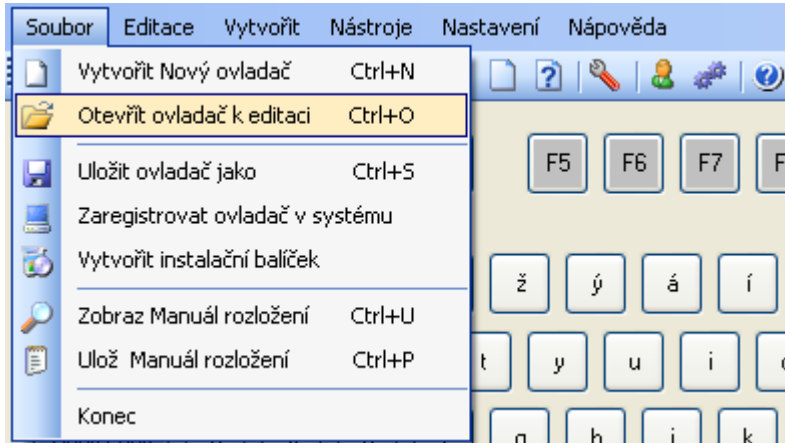 Soubor Editace Vytvořit Nástroje Nastavení Nápověda
Vytvořit Nový ovladač Ctrl+N
Otevřít ovladač k editaci Ctrl+O
Uložit ovladač jako Ctrl+S
Zaregistrovat ovladač v systému
Vytvořit instalační balíček
Zobraz Manuál rozložení Ctrl+U
Ulož Manuál rozložení Ctrl+P
Konec
F5 F6 F7
ž ý á í
t y u i